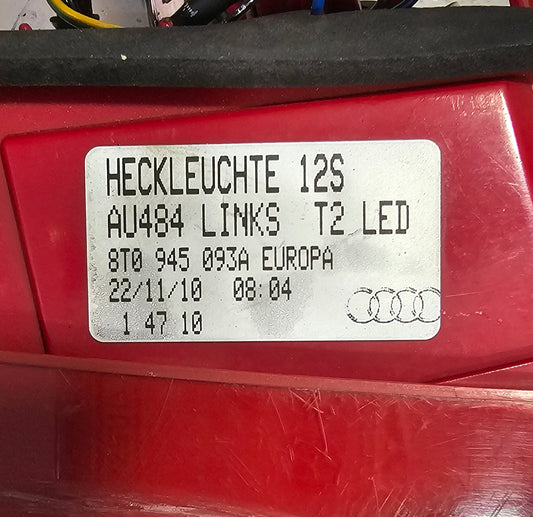 HECKLEUCHTE 12S
AU484 LINKS T2 LED
8T0 945 093A EUROPA
22/11/10 08:04
1 47 10